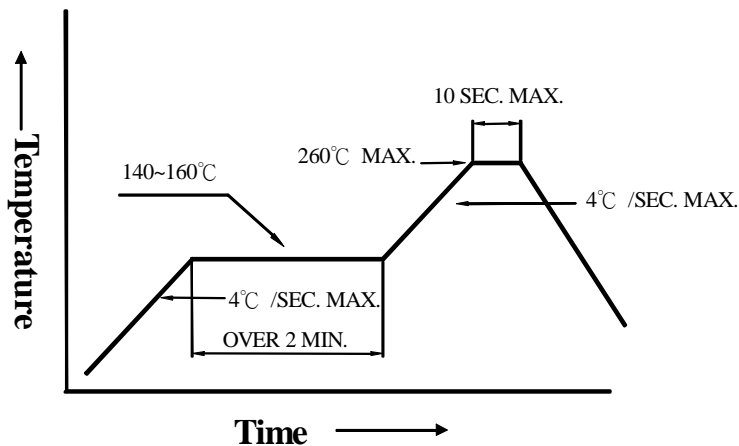 10 SEC. MAX.
260℃ MAX.
140~160℃
4℃ /SEC. MAX.
4℃ /SEC. MAX.
OVER 2 MIN.
Temperature
Time